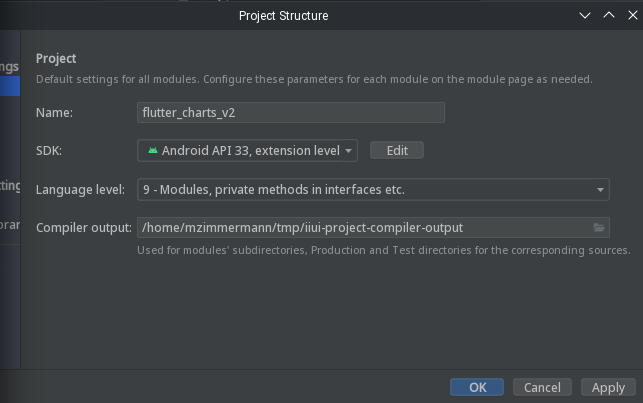 Project Structure
Project
ngs
Default settings for all modules. Configure these parameters for each module on the module page as needed.
Name:
flutter_charts_v2
SDK:
Android API 33, extension level
Edit
tting
Language level:
9 - Modules, private methods in interfaces etc.
brar
Compiler output:
/home/mzimmermann/tmp/iiui-project-compiler-output
Used for modules' subdirectories, Production and Test directories for the corresponding sources.
OK
Cancel
Apply